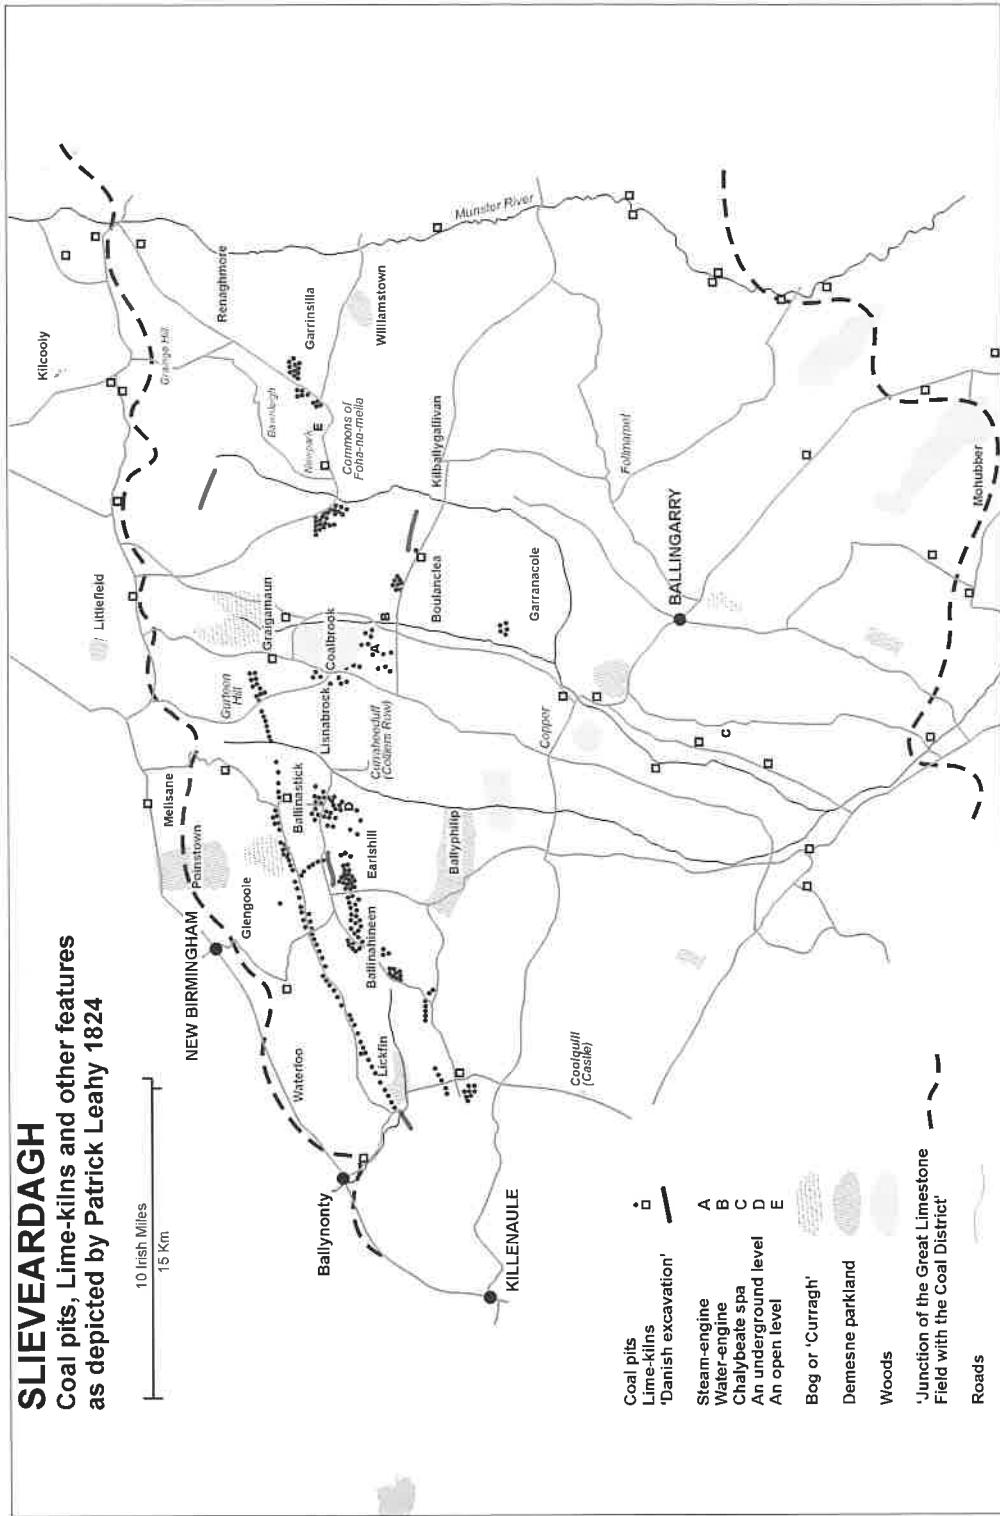 SLIEVEARDAGH
Coal pits, Lime-kilns and other features
as depicted by Patrick Leahy 1824
10 Irish Miles
15 Km
Kilcooly
Grange Hill
Renaghmore
Munster River
Garrinsilla
Williamstown
Bawnleigh
Newpark
E
Commons of
Foha-na-meila
Kilballygallivan
Follmamet
Littlefield
Graigamaun
Coalbrook
A
B
Boulanclea
Garranacole
BALLINGARRY
Mohubber
Gurteen
Hill
Lisnabrock
Curraheeduff
(Colliers Row)
Copper
C
Mellsane
Poinstown
Glengoole
Ballinastick
D
Earlshill
Ballyphilip
NEW BIRMINGHAM
Ballinahineen
Waterloo
Lickfin
Coolquill
(Castle)
Ballynonty
KILLENAULE
Coal pits
Lime-kilns
'Danish excavation'
Steam-engine A
Water-engine B
Chalybeate spa C
An underground level D
An open level E
Bog or 'Curragh'
Demesne parkland
Woods
'Junction of the Great Limestone
Field with the Coal District'
Roads